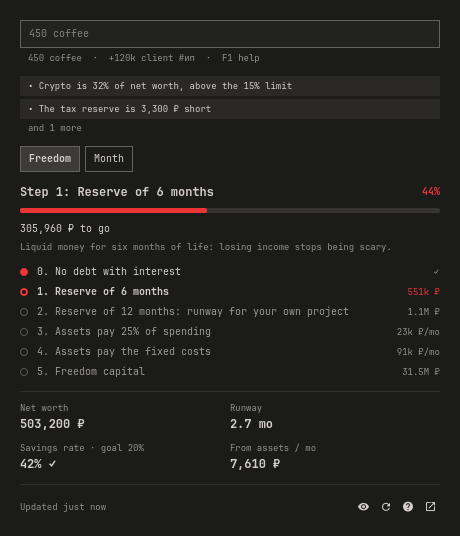 450 coffee
450 coffee · +120k client #ип · F1 help
• Crypto is 32% of net worth, above the 15% limit
• The tax reserve is 3,300 ₽ short
and 1 more
Freedom Month
Step 1: Reserve of 6 months 44%
305,960 ₽ to go
Liquid money for six months of life: losing income stops being scary.
0. No debt with interest ✓
1. Reserve of 6 months 551k ₽
2. Reserve of 12 months: runway for your own project 1.1M ₽
3. Assets pay 25% of spending 23k ₽/mo
4. Assets pay the fixed costs 91k ₽/mo
5. Freedom capital 31.5M ₽
Net worth Runway
503,200 ₽ 2.7 mo
Savings rate · goal 20% From assets / mo
42% ✓ 7,610 ₽
Updated just now